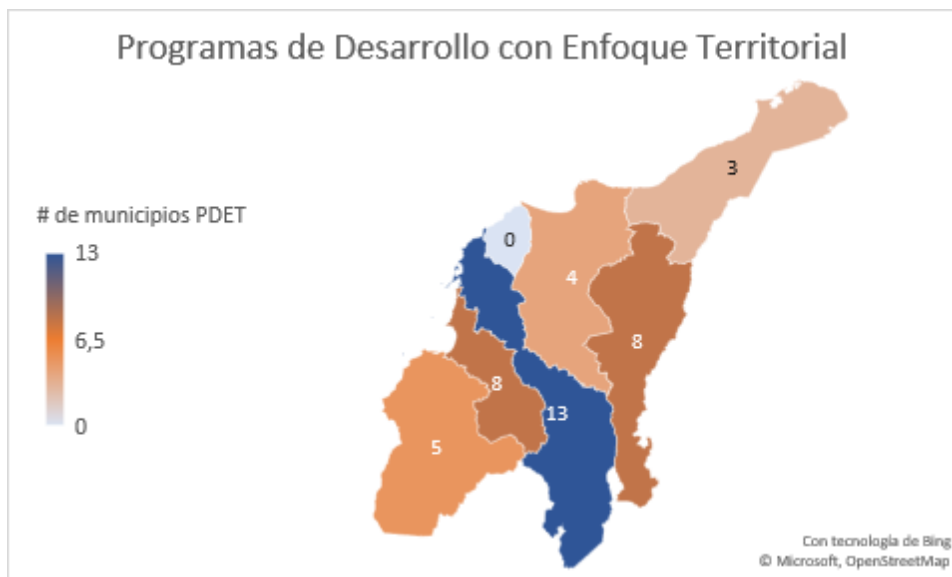 Programas de Desarrollo con Enfoque Territorial
3
# de municipios PDET
13
0
4
6,5
8
8
13
0
5
Con tecnología de Bing
© Microsoft, OpenStreetMap